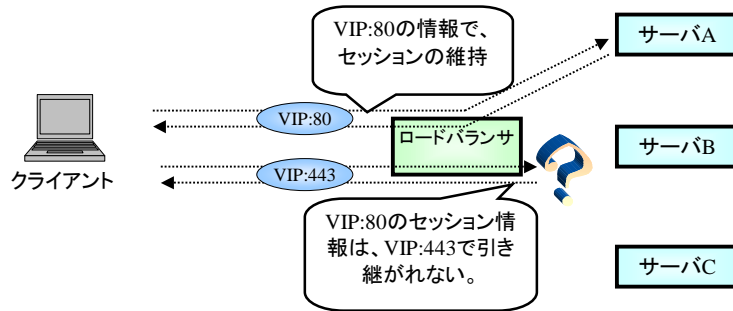 VIP:80の情報で、
セッションの維持
サーバA
VIP:80
ロードバランサ
サーバB
クライアント
VIP:443
VIP:80のセッション情
報は、VIP:443で引き
継がれない。
サーバC